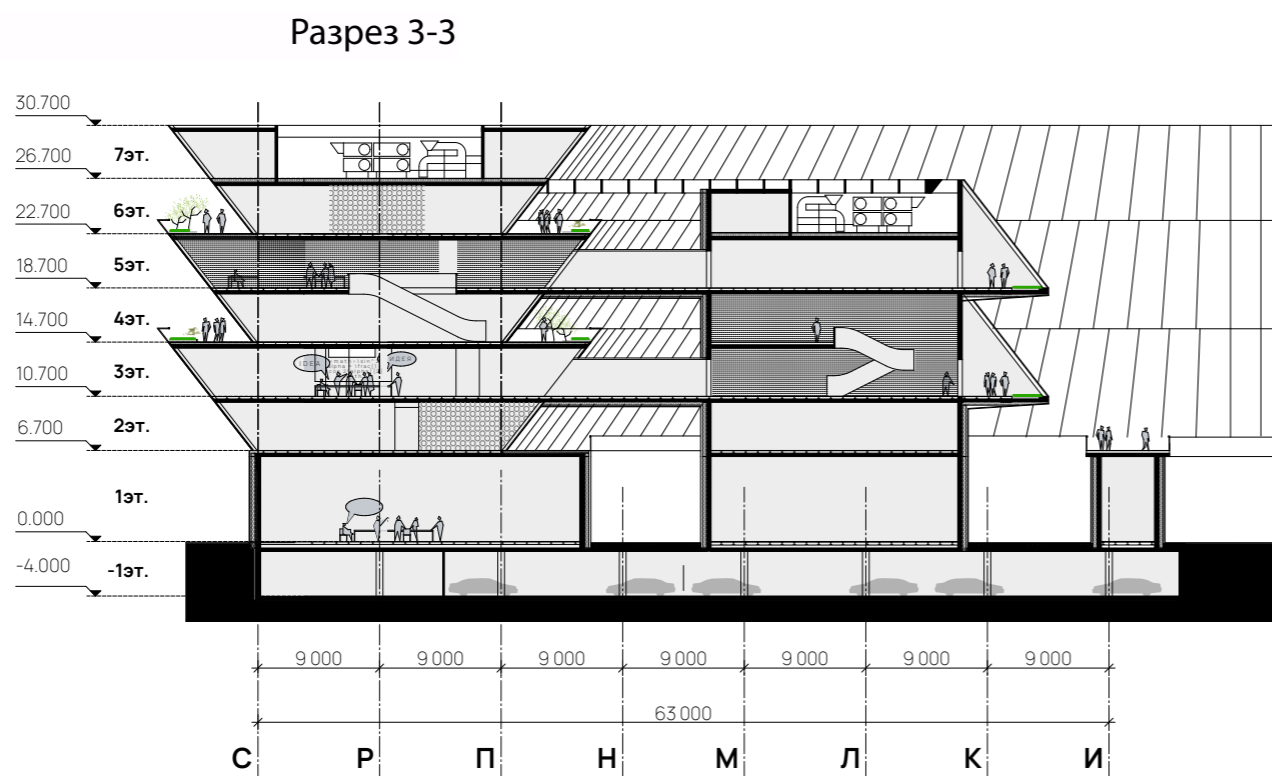 Разрез 3-3
30.700
26.700
7эт.
22.700
6эт.
18.700
5эт.
14.700
4эт.
10.700
3эт.
IDEA
ИДЕЯ
6.700
2эт.
1эт.
0.000
-4.000
-1эт.
9 000 9 000 9 000 9 000 9 000 9 000 9 000
63 000
С Р П Н М Л К И